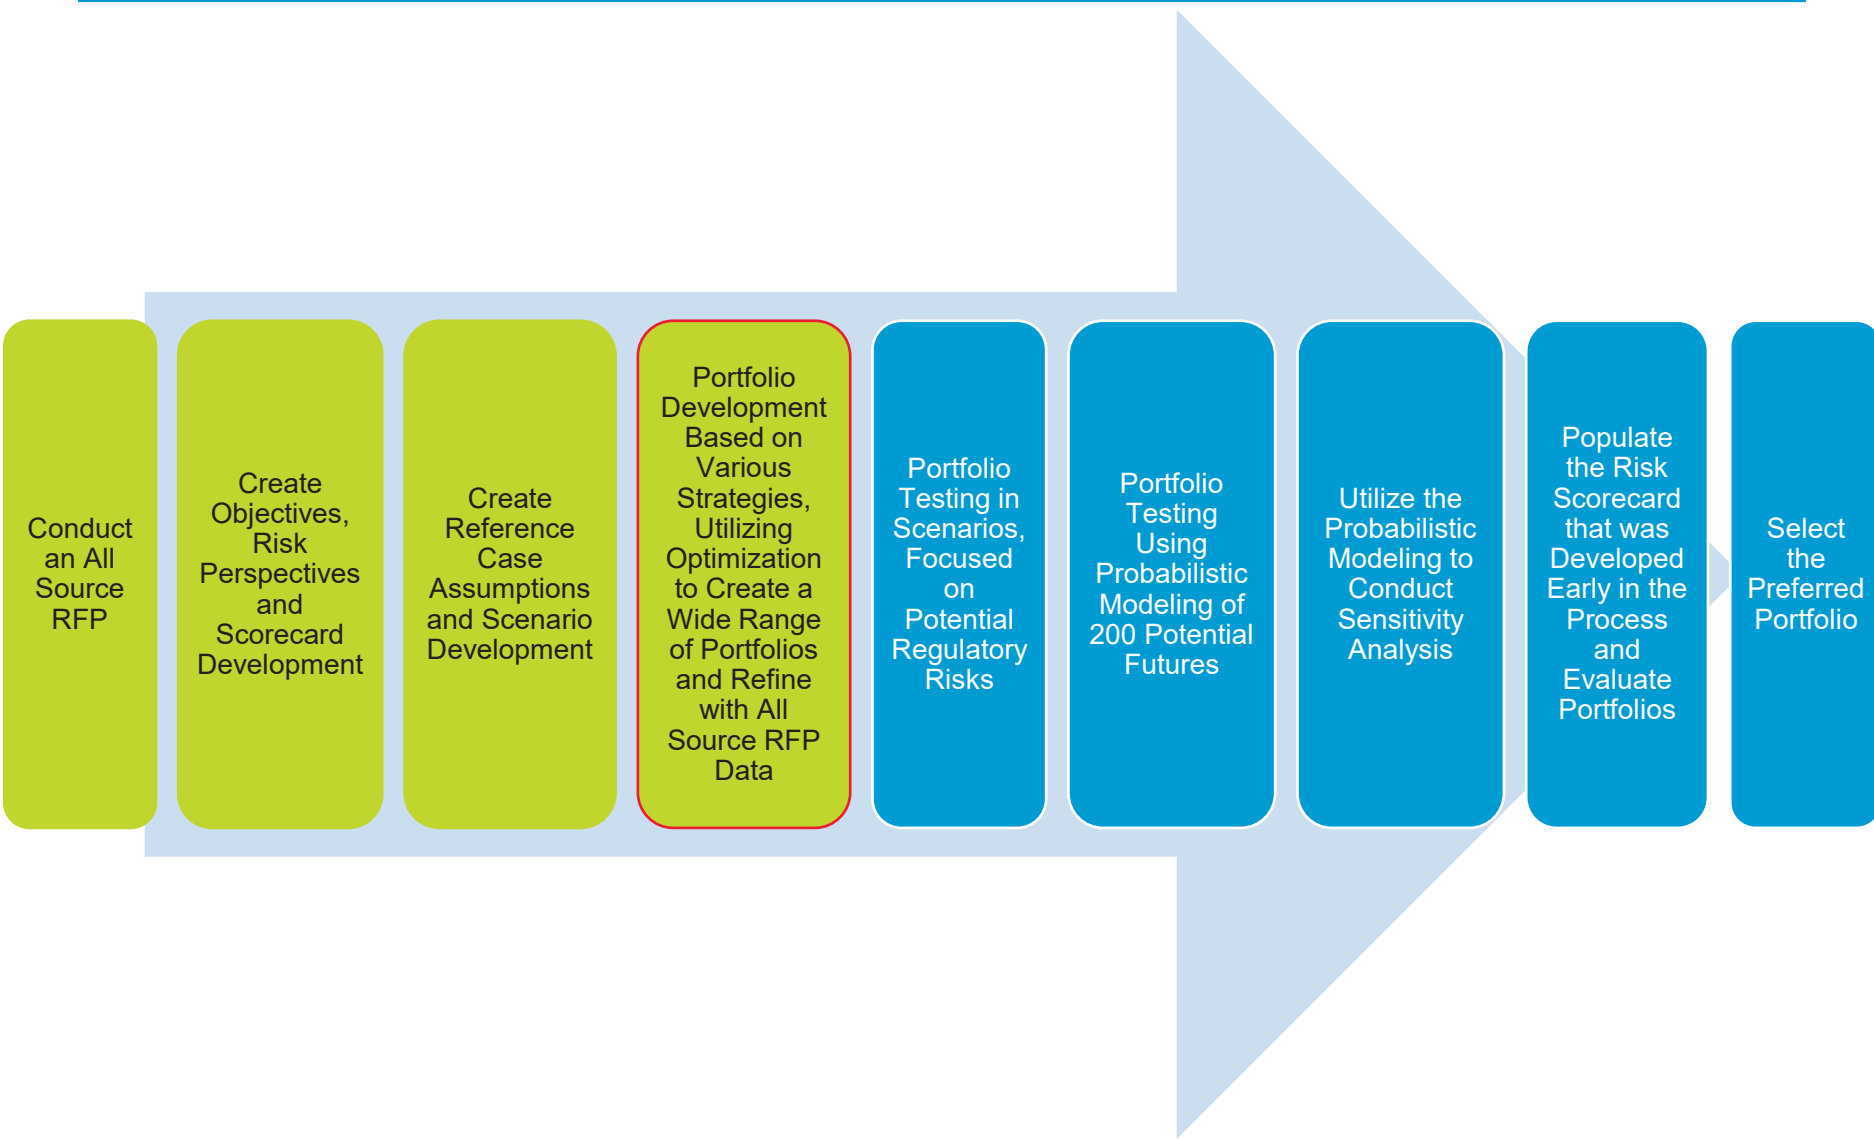 Conduct
an All
Source
RFP
Create
Objectives,
Risk
Perspectives
and
Scorecard
Development
Create
Reference
Case
Assumptions
and Scenario
Development
Portfolio
Development
Based on
Various
Strategies,
Utilizing
Optimization
to Create a
Wide Range
of Portfolios
and Refine
with All
Source RFP
Data
Portfolio
Testing in
Scenarios,
Focused
on
Potential
Regulatory
Risks
Portfolio
Testing
Using
Probabilistic
Modeling of
200 Potential
Futures
Utilize the
Probabilistic
Modeling to
Conduct
Sensitivity
Analysis
Populate
the Risk
Scorecard
that was
Developed
Early in the
Process
and
Evaluate
Portfolios
Select
the
Preferred
Portfolio